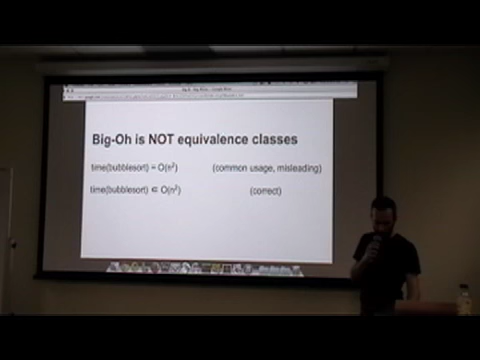 Big-Oh is NOT equivalence classes
time(bubblesort) = O(n²) (common usage, misleading)
time(bubblesort) ∈ O(n²) (correct)